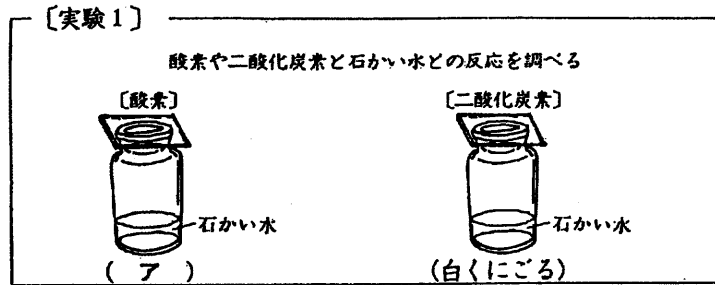 〔実験1〕
酸素や二酸化炭素と石かい水との反応を調べる
〔酸素〕
〔二酸化炭素〕
石かい水
石かい水
(ア)
(白くにごる)